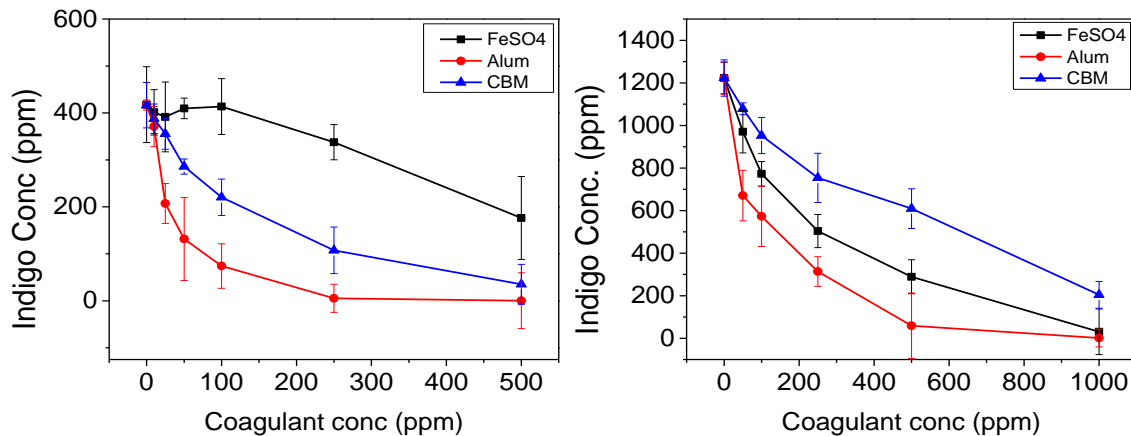 600
400
200
0
Indigo Conc (ppm)
FeSO4
Alum
CBM
0 100 200 300 400 500
Coagulant conc (ppm)
1400
1200
1000
800
600
400
200
0
Indigo Conc. (ppm)
FeSO4
Alum
CBM
0 200 400 600 800 1000
Coagulant conc (ppm)